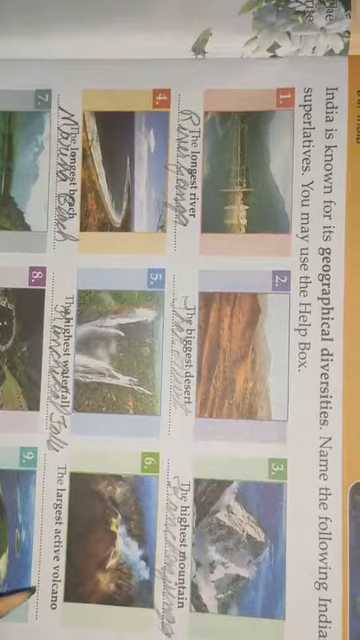 India is known for its geographical diversities. Name the following India
superlatives. You may use the Help Box.
1.
2.
3.
The longest river
River Ganga
The biggest desert
The highest mountain
4.
5.
6.
The longest beach
Marina Beach
The highest waterfall
The largest active volcano
7.
8.
9.